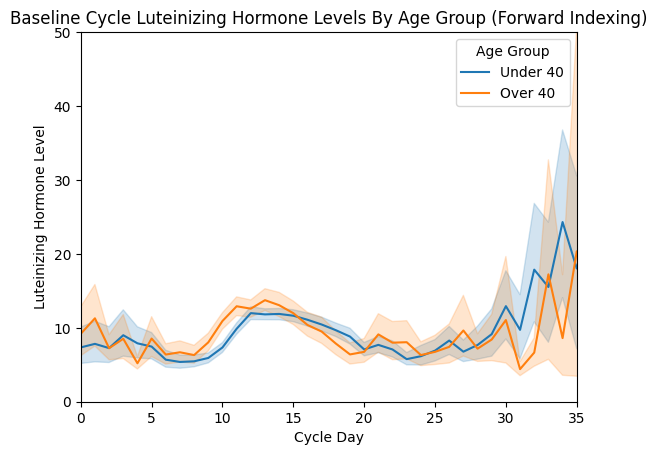 Baseline Cycle Luteinizing Hormone Levels By Age Group (Forward Indexing)
50
40
30
20
10
0
Luteinizing Hormone Level
Age Group
Under 40
Over 40
0 5 10 15 20 25 30 35
Cycle Day